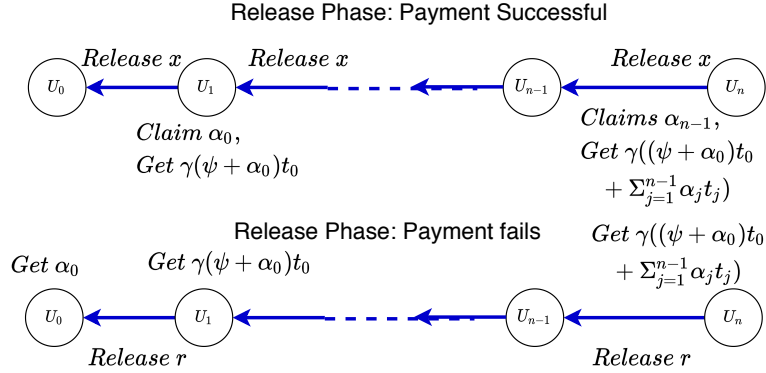 Release Phase: Payment Successful
Release x Release x Release x
U₀ U₁ Uₙ₋₁ Uₙ
Claim α₀,
Get γ(ψ + α₀)t₀
Claims αₙ₋₁,
Get γ((ψ + α₀)t₀
+ Σⁿ⁻¹ⱼ₌₁ αⱼtⱼ)
Release Phase: Payment fails
Get α₀
Get γ(ψ + α₀)t₀
Get γ((ψ + α₀)t₀
+ Σⁿ⁻¹ⱼ₌₁ αⱼtⱼ)
U₀ U₁ Uₙ₋₁ Uₙ
Release r Release r